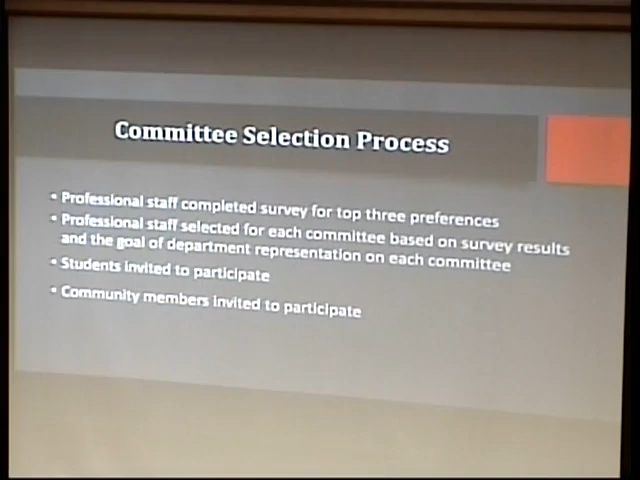 Committee Selection Process
• Professional staff completed survey for top three preferences
• Professional staff selected for each committee based on survey results
and the goal of department representation on each committee
• Students invited to participate
• Community members invited to participate